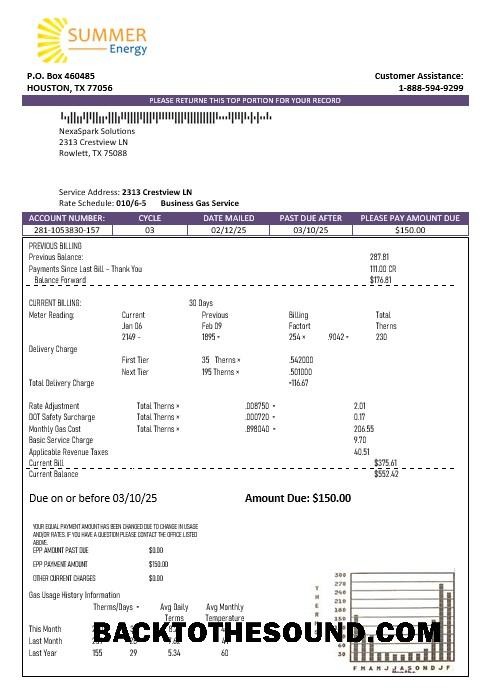 SUMMER
Energy
P.O. Box 460485
HOUSTON, TX 77056
Customer Assistance:
1-888-594-9299
PLEASE RETURNE THIS TOP PORTION FOR YOUR RECORD
NexaSpark Solutions
2313 Crestview LN
Rowlett, TX 75088
Service Address: 2313 Crestview LN
Rate Schedule: 010/6-5 Business Gas Service
ACCOUNT NUMBER: CYCLE DATE MAILED PAST DUE AFTER PLEASE PAY AMOUNT DUE
281-1053830-157 03 02/12/25 03/10/25 $150.00
PREVIOUS BILLING
Previous Balance: 287.81
Payments Since Last Bill – Thank You 111.00 CR
Balance Forward $176.81
CURRENT BILLING: 30 Days
Meter Reading: Current Previous Billing Total
Jan 06 Feb 09 Factort Therns
2149 - 1895 = 254 × .9042 = 230
Delivery Charge
First Tier 35 Therns × .542000
Next Tier 195 Therns × .501000
Total Delivery Charge =116.67
Rate Adjustment Total Therns × .008750 = 2.01
DOT Safety Surcharge Total Therns × .000720 = 0.17
Monthly Gas Cost Total Therns × .898040 = 206.55
Basic Service Charge 9.70
Applicable Revenue Taxes 40.51
Current Bill $375.61
Current Balance $552.42
Due on or before 03/10/25 Amount Due: $150.00
YOUR EQUAL PAYMENT AMOUNT HAS BEEN CHANGED DUE TO CHANGE IN USAGE
AND/OR RATES. IF YOU HAVE A QUESTION PLEASE CONTACT THE OFFICE LISTED
ABOVE.
EPP AMOUNT PAST DUE $0.00
EPP PAYMENT AMOUNT $150.00
OTHER CURRENT CHARGES $0.00
Gas Usage History Information
Therms/Days = Avg Daily Avg Monthly
Terms Temperature
This Month
Last Month
Last Year 155 29 5.34 60
BACKTOTHESOUND.COM
THERMS
300
270
240
210
180
150
120
90
60
30
F M A M J J A S O N D J F